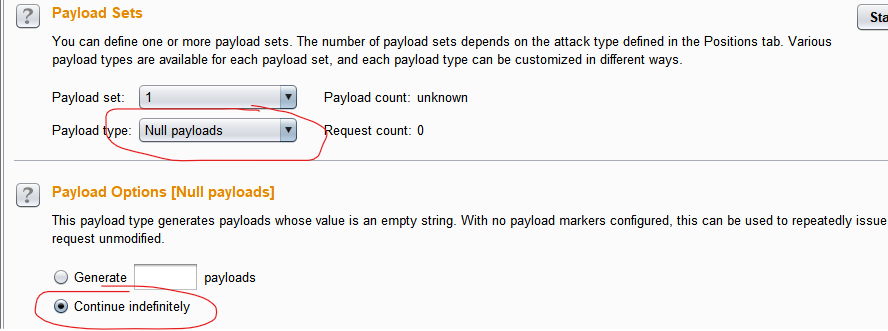 ?
Payload Sets
Sta
You can define one or more payload sets. The number of payload sets depends on the attack type defined in the Positions tab. Various
payload types are available for each payload set, and each payload type can be customized in different ways.
Payload set: 1 Payload count: unknown
Payload type: Null payloads Request count: 0
?
Payload Options [Null payloads]
This payload type generates payloads whose value is an empty string. With no payload markers configured, this can be used to repeatedly issue
request unmodified.
Generate payloads
Continue indefinitely